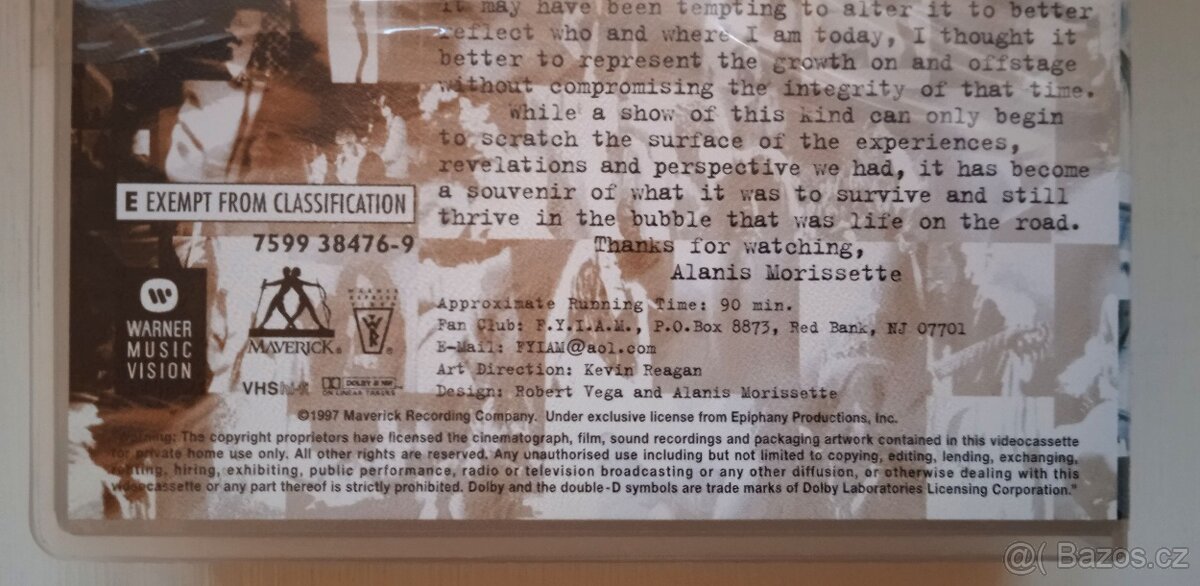 it may have been tempting to alter it to better
reflect who and where I am today, I thought it
better to represent the growth on and offstage
without compromising the integrity of that time.
While a show of this kind can only begin
to scratch the surface of the experiences,
revelations and perspective we had, it has become
a souvenir of what it was to survive and still
thrive in the bubble that was life on the road.
Thanks for watching,
Alanis Morissette
E EXEMPT FROM CLASSIFICATION
7599 38476-9
WARNER
MUSIC
VISION
MAVERICK®
VHS hi-fi
DOLBY B NR
ON LINEAR TRACKS
Approximate Running Time: 90 min.
Fan Club: F.Y.I.A.M., P.O.Box 8873, Red Bank, NJ 07701
E-Mail: FYIAM@aol.com
Art Direction: Kevin Reagan
Design: Robert Vega and Alanis Morissette
©1997 Maverick Recording Company. Under exclusive license from Epiphany Productions, Inc.
"Warning: The copyright proprietors have licensed the cinematograph, film, sound recordings and packaging artwork contained in this videocassette
for private home use only. All other rights are reserved. Any unauthorised use including but not limited to copying, editing, lending, exchanging,
renting, hiring, exhibiting, public performance, radio or television broadcasting or any other diffusion, or otherwise dealing with this
videocassette or any part thereof is strictly prohibited. Dolby and the double-D symbols are trade marks of Dolby Laboratories Licensing Corporation."
@( Bazos.cz